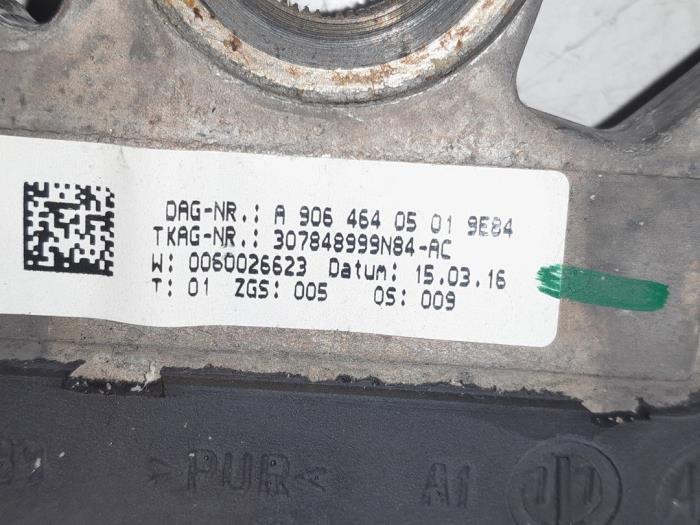 DAG-NR.: A 906 464 05 01 9E84
TKAG-NR.: 307848999N84-AC
W: 0060026623 Datum: 15.03.16
T: 01 ZGS: 005 QS: 009
>PUR< A1